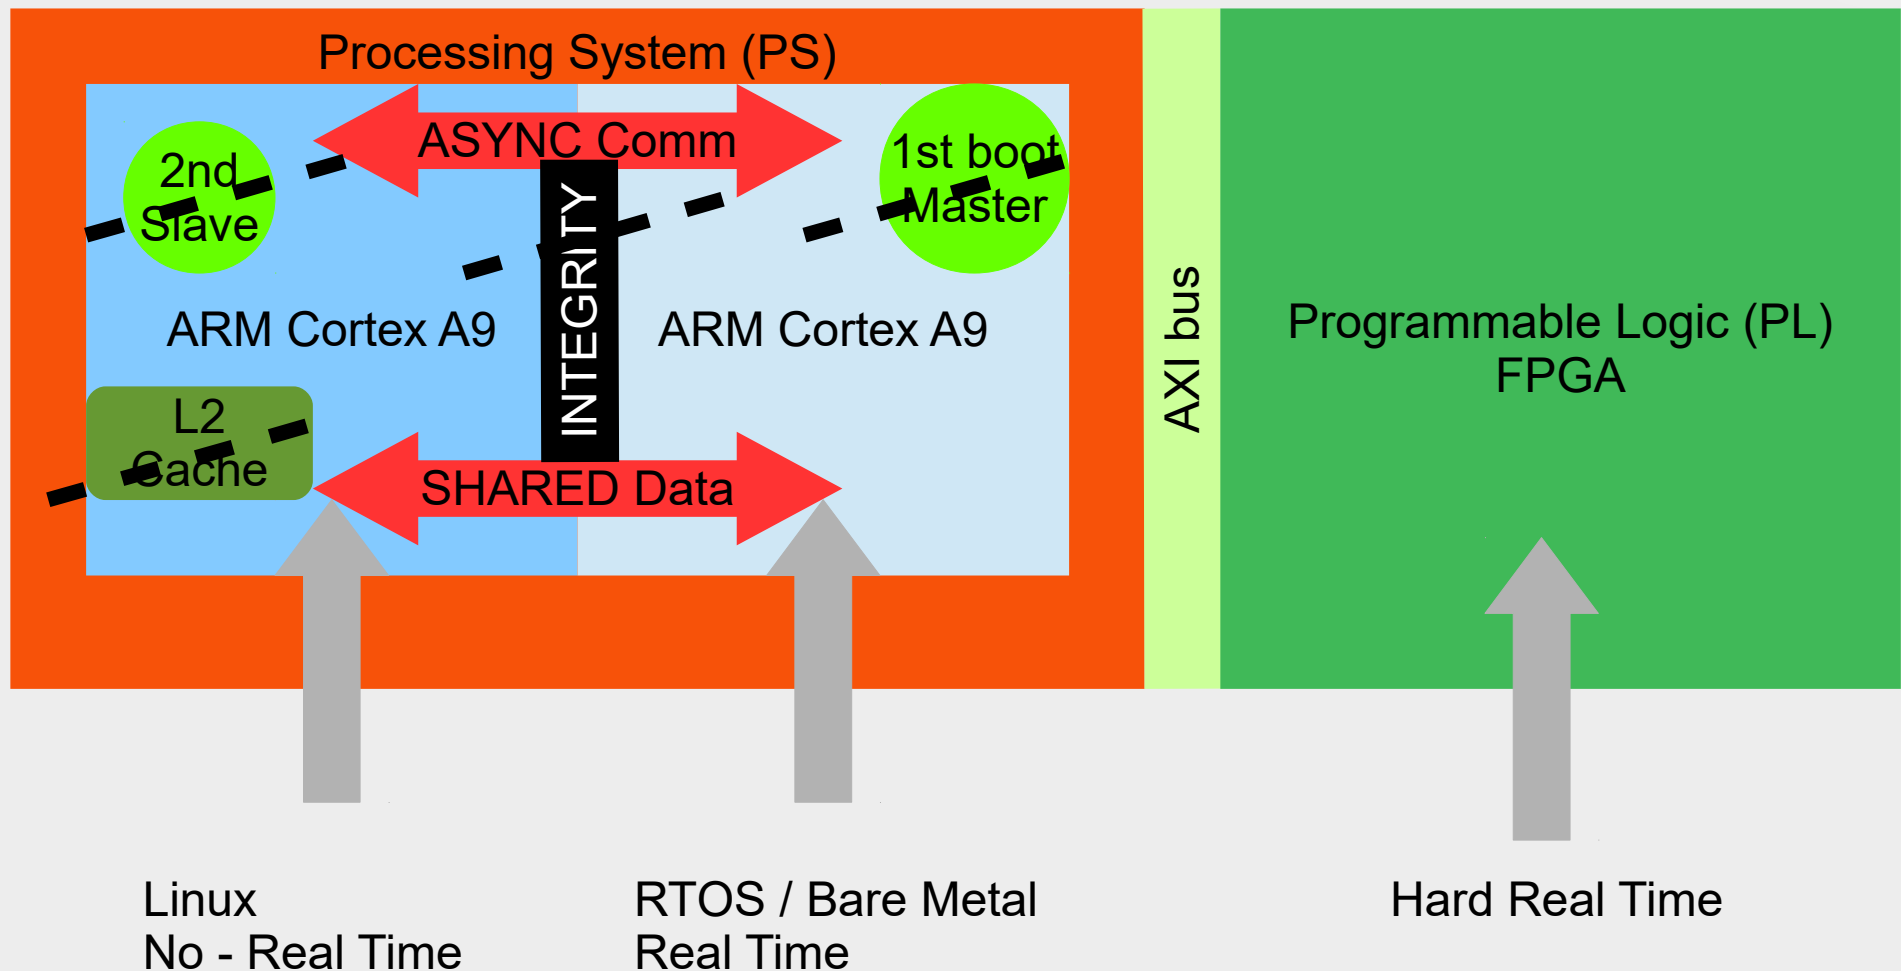 Processing System (PS)
ASYNC Comm
2nd
Slave
1st boot
Master
INTEGRITY
ARM Cortex A9
ARM Cortex A9
L2
Cache
SHARED Data
AXI bus
Programmable Logic (PL)
FPGA
Linux
No - Real Time
RTOS / Bare Metal
Real Time
Hard Real Time